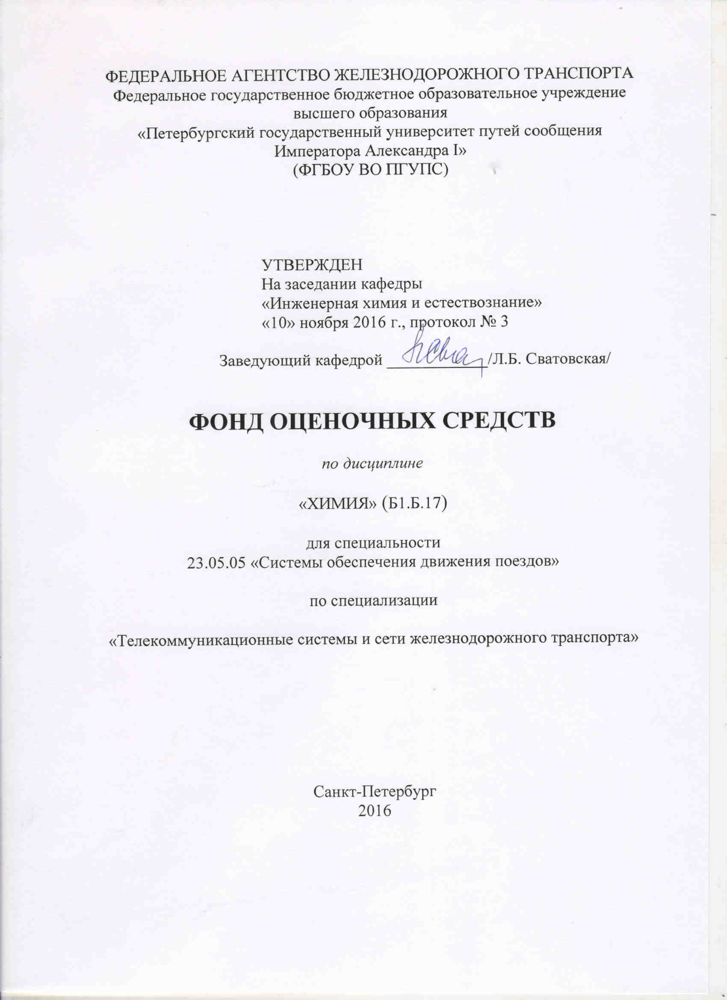 ФЕДЕРАЛЬНОЕ АГЕНТСТВО ЖЕЛЕЗНОДОРОЖНОГО ТРАНСПОРТА
Федеральное государственное бюджетное образовательное учреждение
высшего образования
«Петербургский государственный университет путей сообщения
Императора Александра I»
(ФГБОУ ВО ПГУПС)
УТВЕРЖДЕН
На заседании кафедры
«Инженерная химия и естествознание»
«10» ноября 2016 г., протокол № 3
Заведующий кафедрой ____________/Л.Б. Сватовская/
ФОНД ОЦЕНОЧНЫХ СРЕДСТВ
по дисциплине
«ХИМИЯ» (Б1.Б.17)
для специальности
23.05.05 «Системы обеспечения движения поездов»
по специализации
«Телекоммуникационные системы и сети железнодорожного транспорта»
Санкт-Петербург
2016